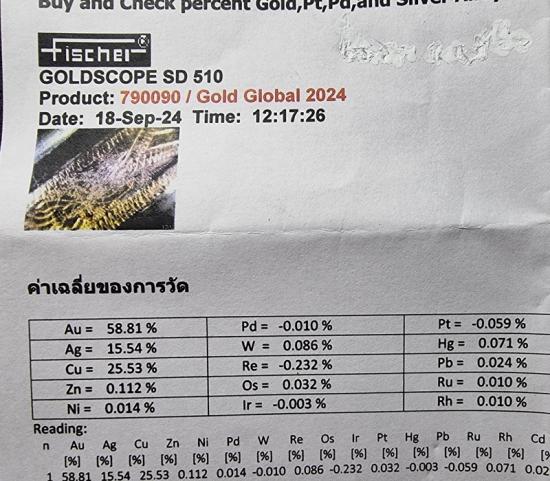 Buy and Check percent Gold,Pt,Pd,and Silver
Fischer®
GOLDSCOPE SD 510
Product: 790090 / Gold Global 2024
Date: 18-Sep-24 Time: 12:17:26
ค่าเฉลี่ยของการวัด
Au = 58.81 % Pd = -0.010 % Pt = -0.059 %
Ag = 15.54 % W = 0.086 % Hg = 0.071 %
Cu = 25.53 % Re = -0.232 % Pb = 0.024 %
Zn = 0.112 % Os = 0.032 % Ru = 0.010 %
Ni = 0.014 % Ir = -0.003 % Rh = 0.010 %
Reading:
n Au Ag Cu Zn Ni Pd W Re Os Ir Pt Hg Pb Ru Rh Cd
[%] [%] [%] [%] [%] [%] [%] [%] [%] [%] [%] [%] [%] [%] [%]
1 58.81 15.54 25.53 0.112 0.014 -0.010 0.086 -0.232 0.032 -0.003 -0.059 0.071